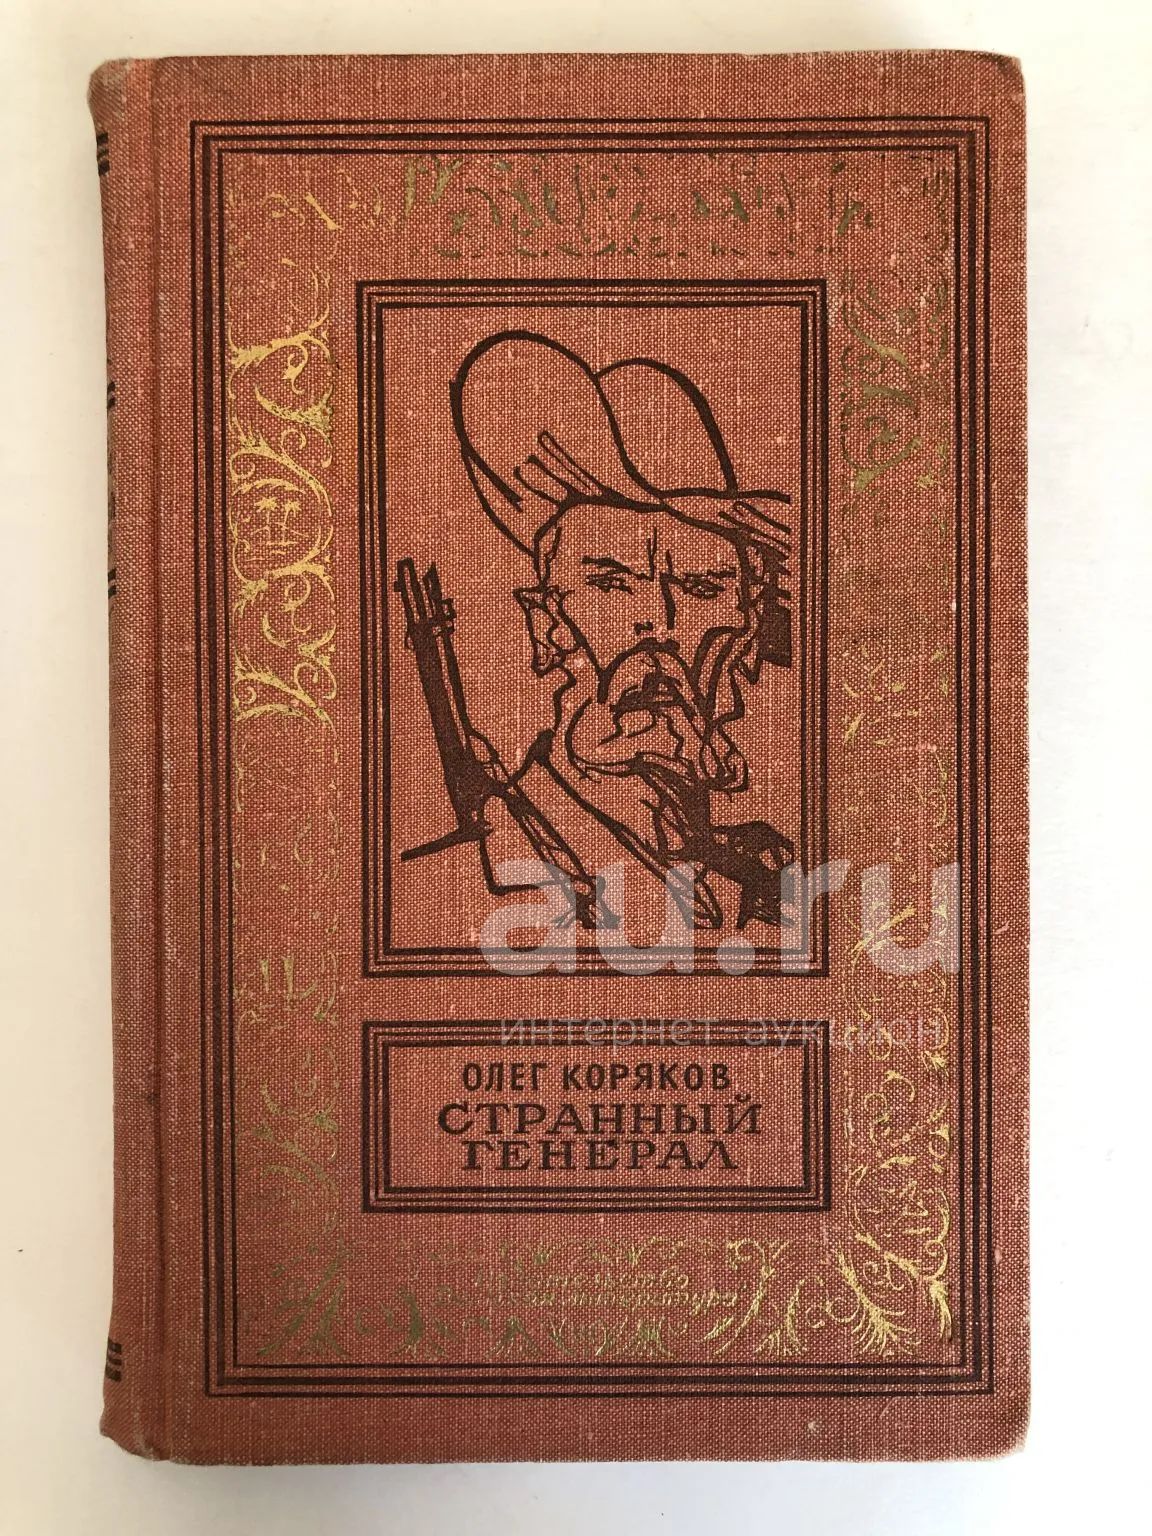 au.ru
интернет-аукцион
ОЛЕГ КОРЯКОВ
СТРАННЫЙ
ГЕНЕРАЛ